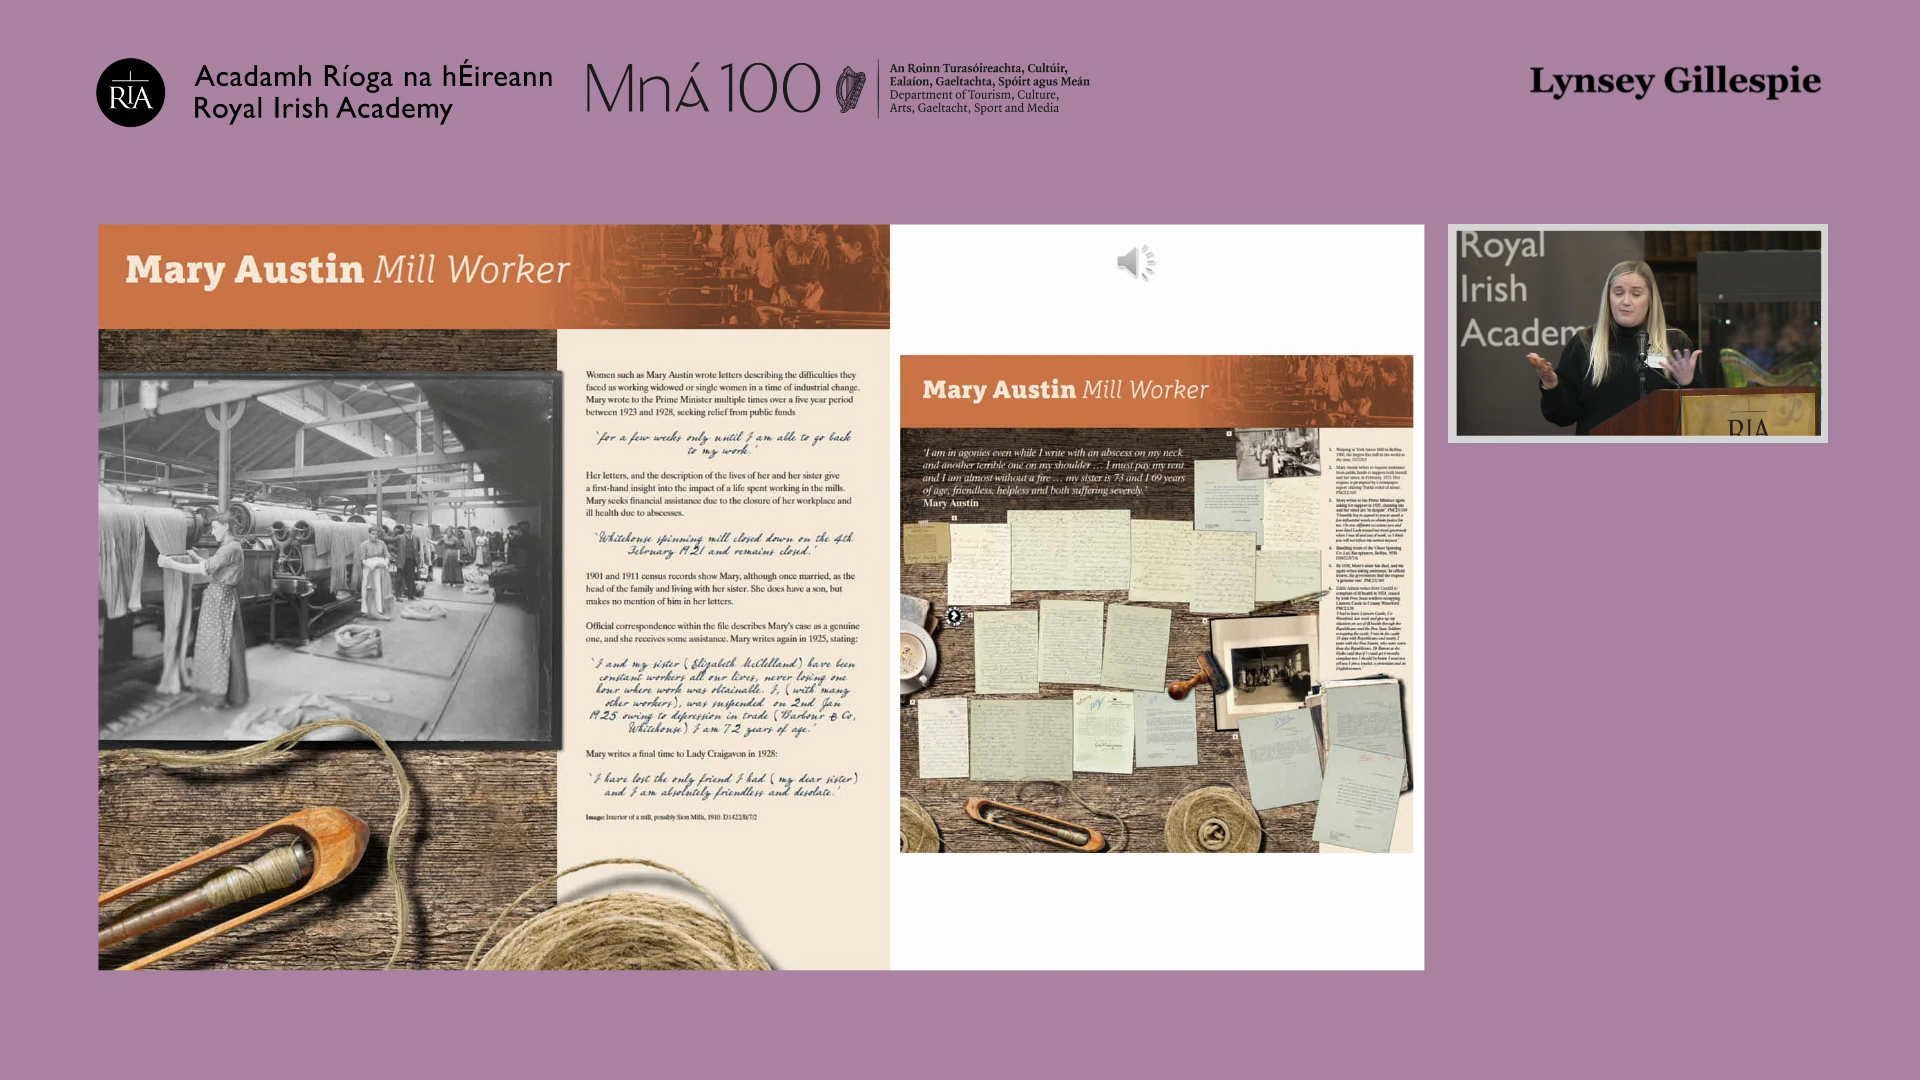 RIA
Acadamh Ríoga na hÉireann
Royal Irish Academy
Mná 100
An Roinn Turasóireachta, Cultúir,
Ealaíon, Gaeltachta, Spóirt agus Meán
Department of Tourism, Culture,
Arts, Gaeltacht, Sport and Media
Lynsey Gillespie
Mary Austin Mill Worker
Women such as Mary Austin wrote letters describing the difficulties they
faced as working widowed or single women in a time of industrial change.
Mary wrote to the Prime Minister multiple times over a five year period
between 1923 and 1928, seeking relief from public funds
'for a few weeks only until I am able to go back
to my work.'
Her letters, and the description of the lives of her and her sister give
a first-hand insight into the impact of a life spent working in the mills.
Mary seeks financial assistance due to the closure of her workplace and
ill health due to abscesses.
'Whitehouse spinning mill closed down on the 4th
February 1921 and remains closed.'
1901 and 1911 census records show Mary, although once married, as the
head of the family and living with her sister. She does have a son, but
makes no mention of him in her letters.
Official correspondence within the file describes Mary's case as a genuine
one, and she receives some assistance. Mary writes again in 1925, stating:
'I and my sister (Elizabeth McClelland) have been
constant workers all our lives, never losing one
hour where work was obtainable. I, (with many
other workers), was suspended on 2nd Jan
1925 owing to depression in trade (Barbour & Co,
Whitehouse) I am 72 years of age.'
Mary writes a final time to Lady Craigavon in 1928:
'I have lost the only friend I had (my dear sister)
and I am absolutely friendless and desolate.'
Image: Interior of a mill, possibly Sion Mills, 1910. D1422/B/7/2
Mary Austin Mill Worker
'I am in agonies even while I write with an abscess on my neck
and another terrible one on my shoulder ... I must pay my rent
and I am almost without a fire ... my sister is 73 and I 69 years
of age, friendless, helpless and both suffering severely.'
Mary Austin
Royal
Irish
Academ
RIA